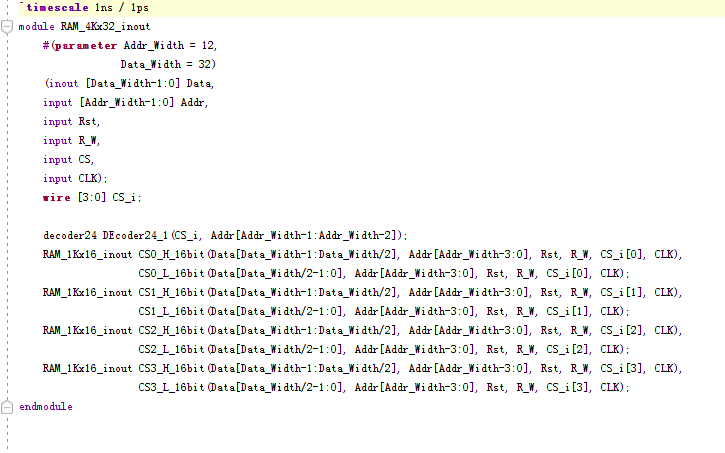 `timescale 1ns / 1ps
module RAM_4Kx32_inout
#(parameter Addr_Width = 12,
Data_Width = 32)
(inout [Data_Width-1:0] Data,
input [Addr_Width-1:0] Addr,
input Rst,
input R_W,
input CS,
input CLK);
wire [3:0] CS_i;
decoder24 DEcoder24_1(CS_i, Addr[Addr_Width-1:Addr_Width-2]);
RAM_1Kx16_inout CS0_H_16bit(Data[Data_Width-1:Data_Width/2], Addr[Addr_Width-3:0], Rst, R_W, CS_i[0], CLK),
CS0_L_16bit(Data[Data_Width/2-1:0], Addr[Addr_Width-3:0], Rst, R_W, CS_i[0], CLK);
RAM_1Kx16_inout CS1_H_16bit(Data[Data_Width-1:Data_Width/2], Addr[Addr_Width-3:0], Rst, R_W, CS_i[1], CLK),
CS1_L_16bit(Data[Data_Width/2-1:0], Addr[Addr_Width-3:0], Rst, R_W, CS_i[1], CLK);
RAM_1Kx16_inout CS2_H_16bit(Data[Data_Width-1:Data_Width/2], Addr[Addr_Width-3:0], Rst, R_W, CS_i[2], CLK),
CS2_L_16bit(Data[Data_Width/2-1:0], Addr[Addr_Width-3:0], Rst, R_W, CS_i[2], CLK);
RAM_1Kx16_inout CS3_H_16bit(Data[Data_Width-1:Data_Width/2], Addr[Addr_Width-3:0], Rst, R_W, CS_i[3], CLK),
CS3_L_16bit(Data[Data_Width/2-1:0], Addr[Addr_Width-3:0], Rst, R_W, CS_i[3], CLK);
endmodule